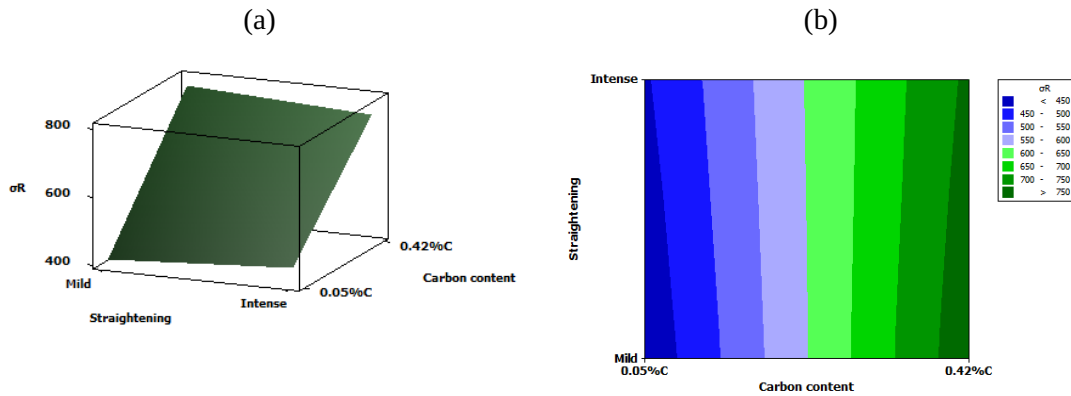 (a)
800
σR
600
400
Mild
Intense
0.05%C
0.42%C
Carbon content
Straightening
(b)
Intense
Straightening
Mild
0.05%C
0.42%C
Carbon content
σR
< 450
450 - 500
500 - 550
550 - 600
600 - 650
650 - 700
700 - 750
> 750